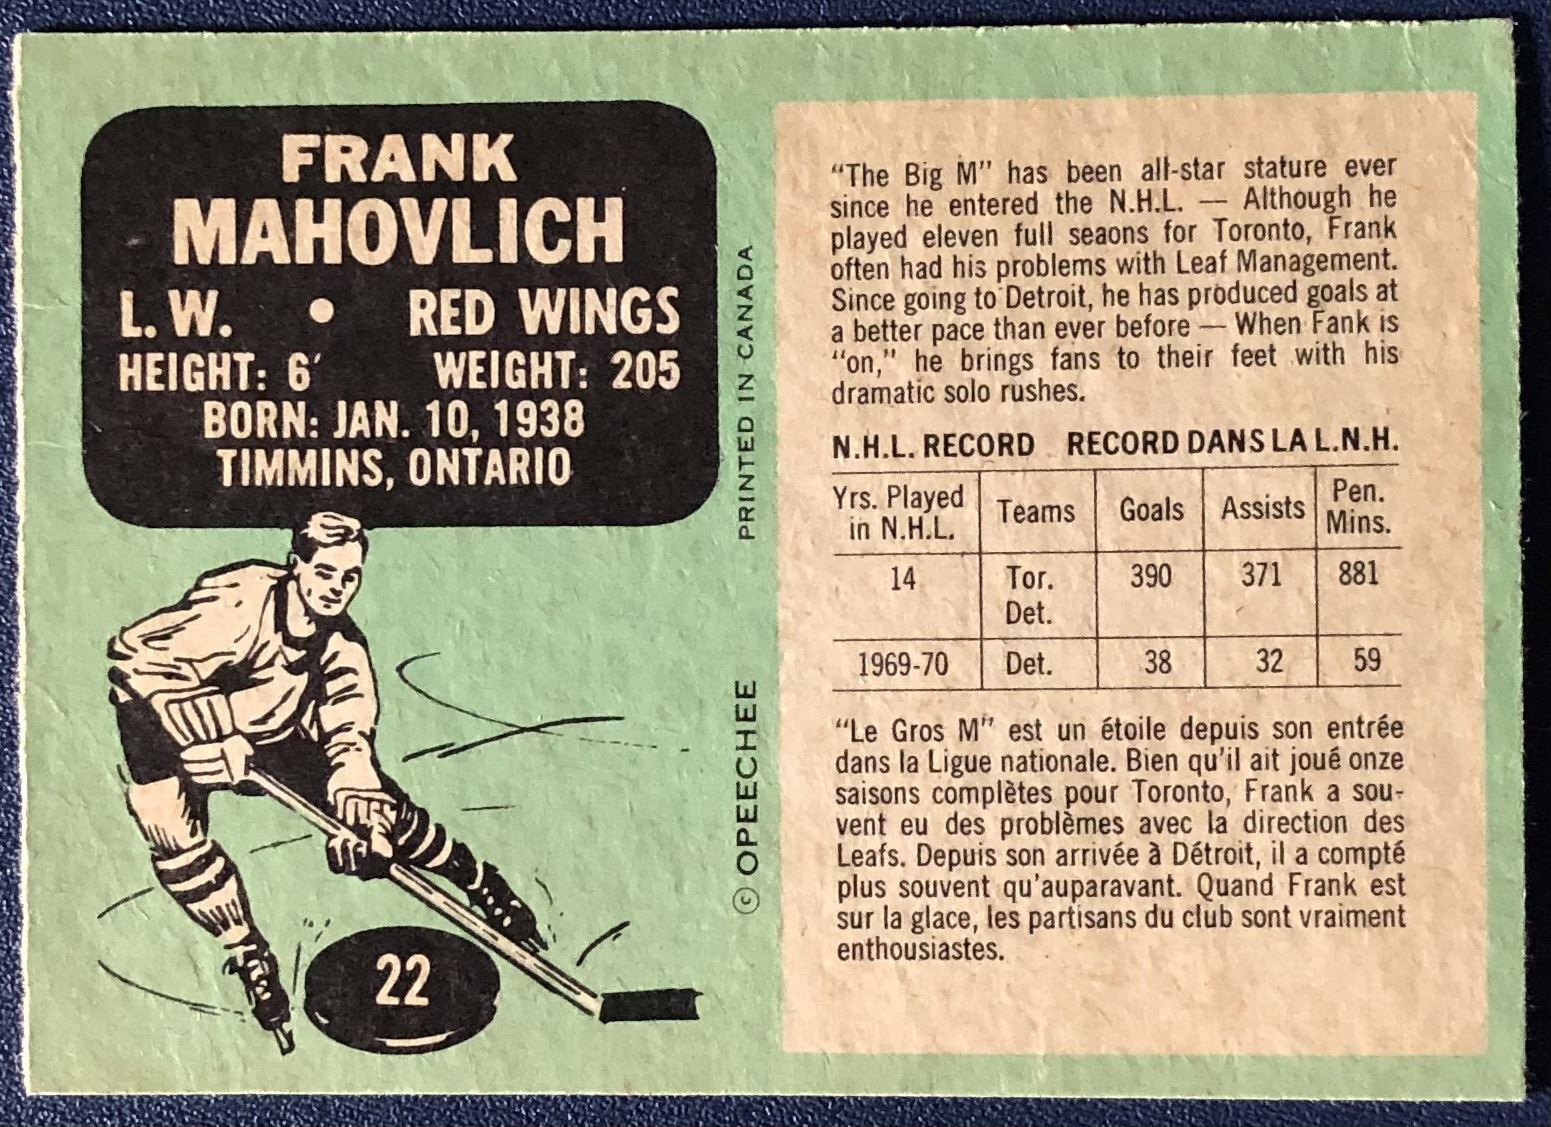 FRANK
MAHOVLICH
L.W. • RED WINGS
HEIGHT: 6' WEIGHT: 205
BORN: JAN. 10, 1938
TIMMINS, ONTARIO
22
© OPEECHEE PRINTED IN CANADA
"The Big M" has been all-star stature ever
since he entered the N.H.L. — Although he
played eleven full seaons for Toronto, Frank
often had his problems with Leaf Management.
Since going to Detroit, he has produced goals at
a better pace than ever before — When Fank is
"on," he brings fans to their feet with his
dramatic solo rushes.
N.H.L. RECORD RECORD DANS LA L.N.H.
Yrs. Played in N.H.L. Teams Goals Assists Pen. Mins.
14 Tor. Det. 390 371 881
1969-70 Det. 38 32 59
"Le Gros M" est un étoile depuis son entrée
dans la Ligue nationale. Bien qu'il ait joué onze
saisons complètes pour Toronto, Frank a sou-
vent eu des problèmes avec la direction des
Leafs. Depuis son arrivée à Détroit, il a compté
plus souvent qu'auparavant. Quand Frank est
sur la glace, les partisans du club sont vraiment
enthousiastes.